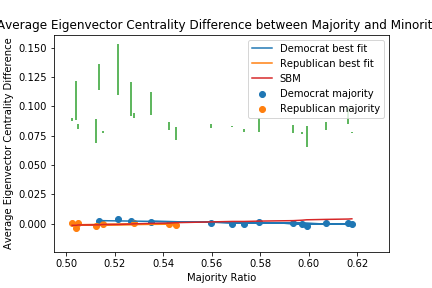 Average Eigenvector Centrality Difference between Majority and Minorit
Average Eigenvector Centrality Difference
0.150
0.125
0.100
0.075
0.050
0.025
0.000
Democrat best fit
Republican best fit
SBM
Democrat majority
Republican majority
0.50 0.52 0.54 0.56 0.58 0.60 0.62
Majority Ratio